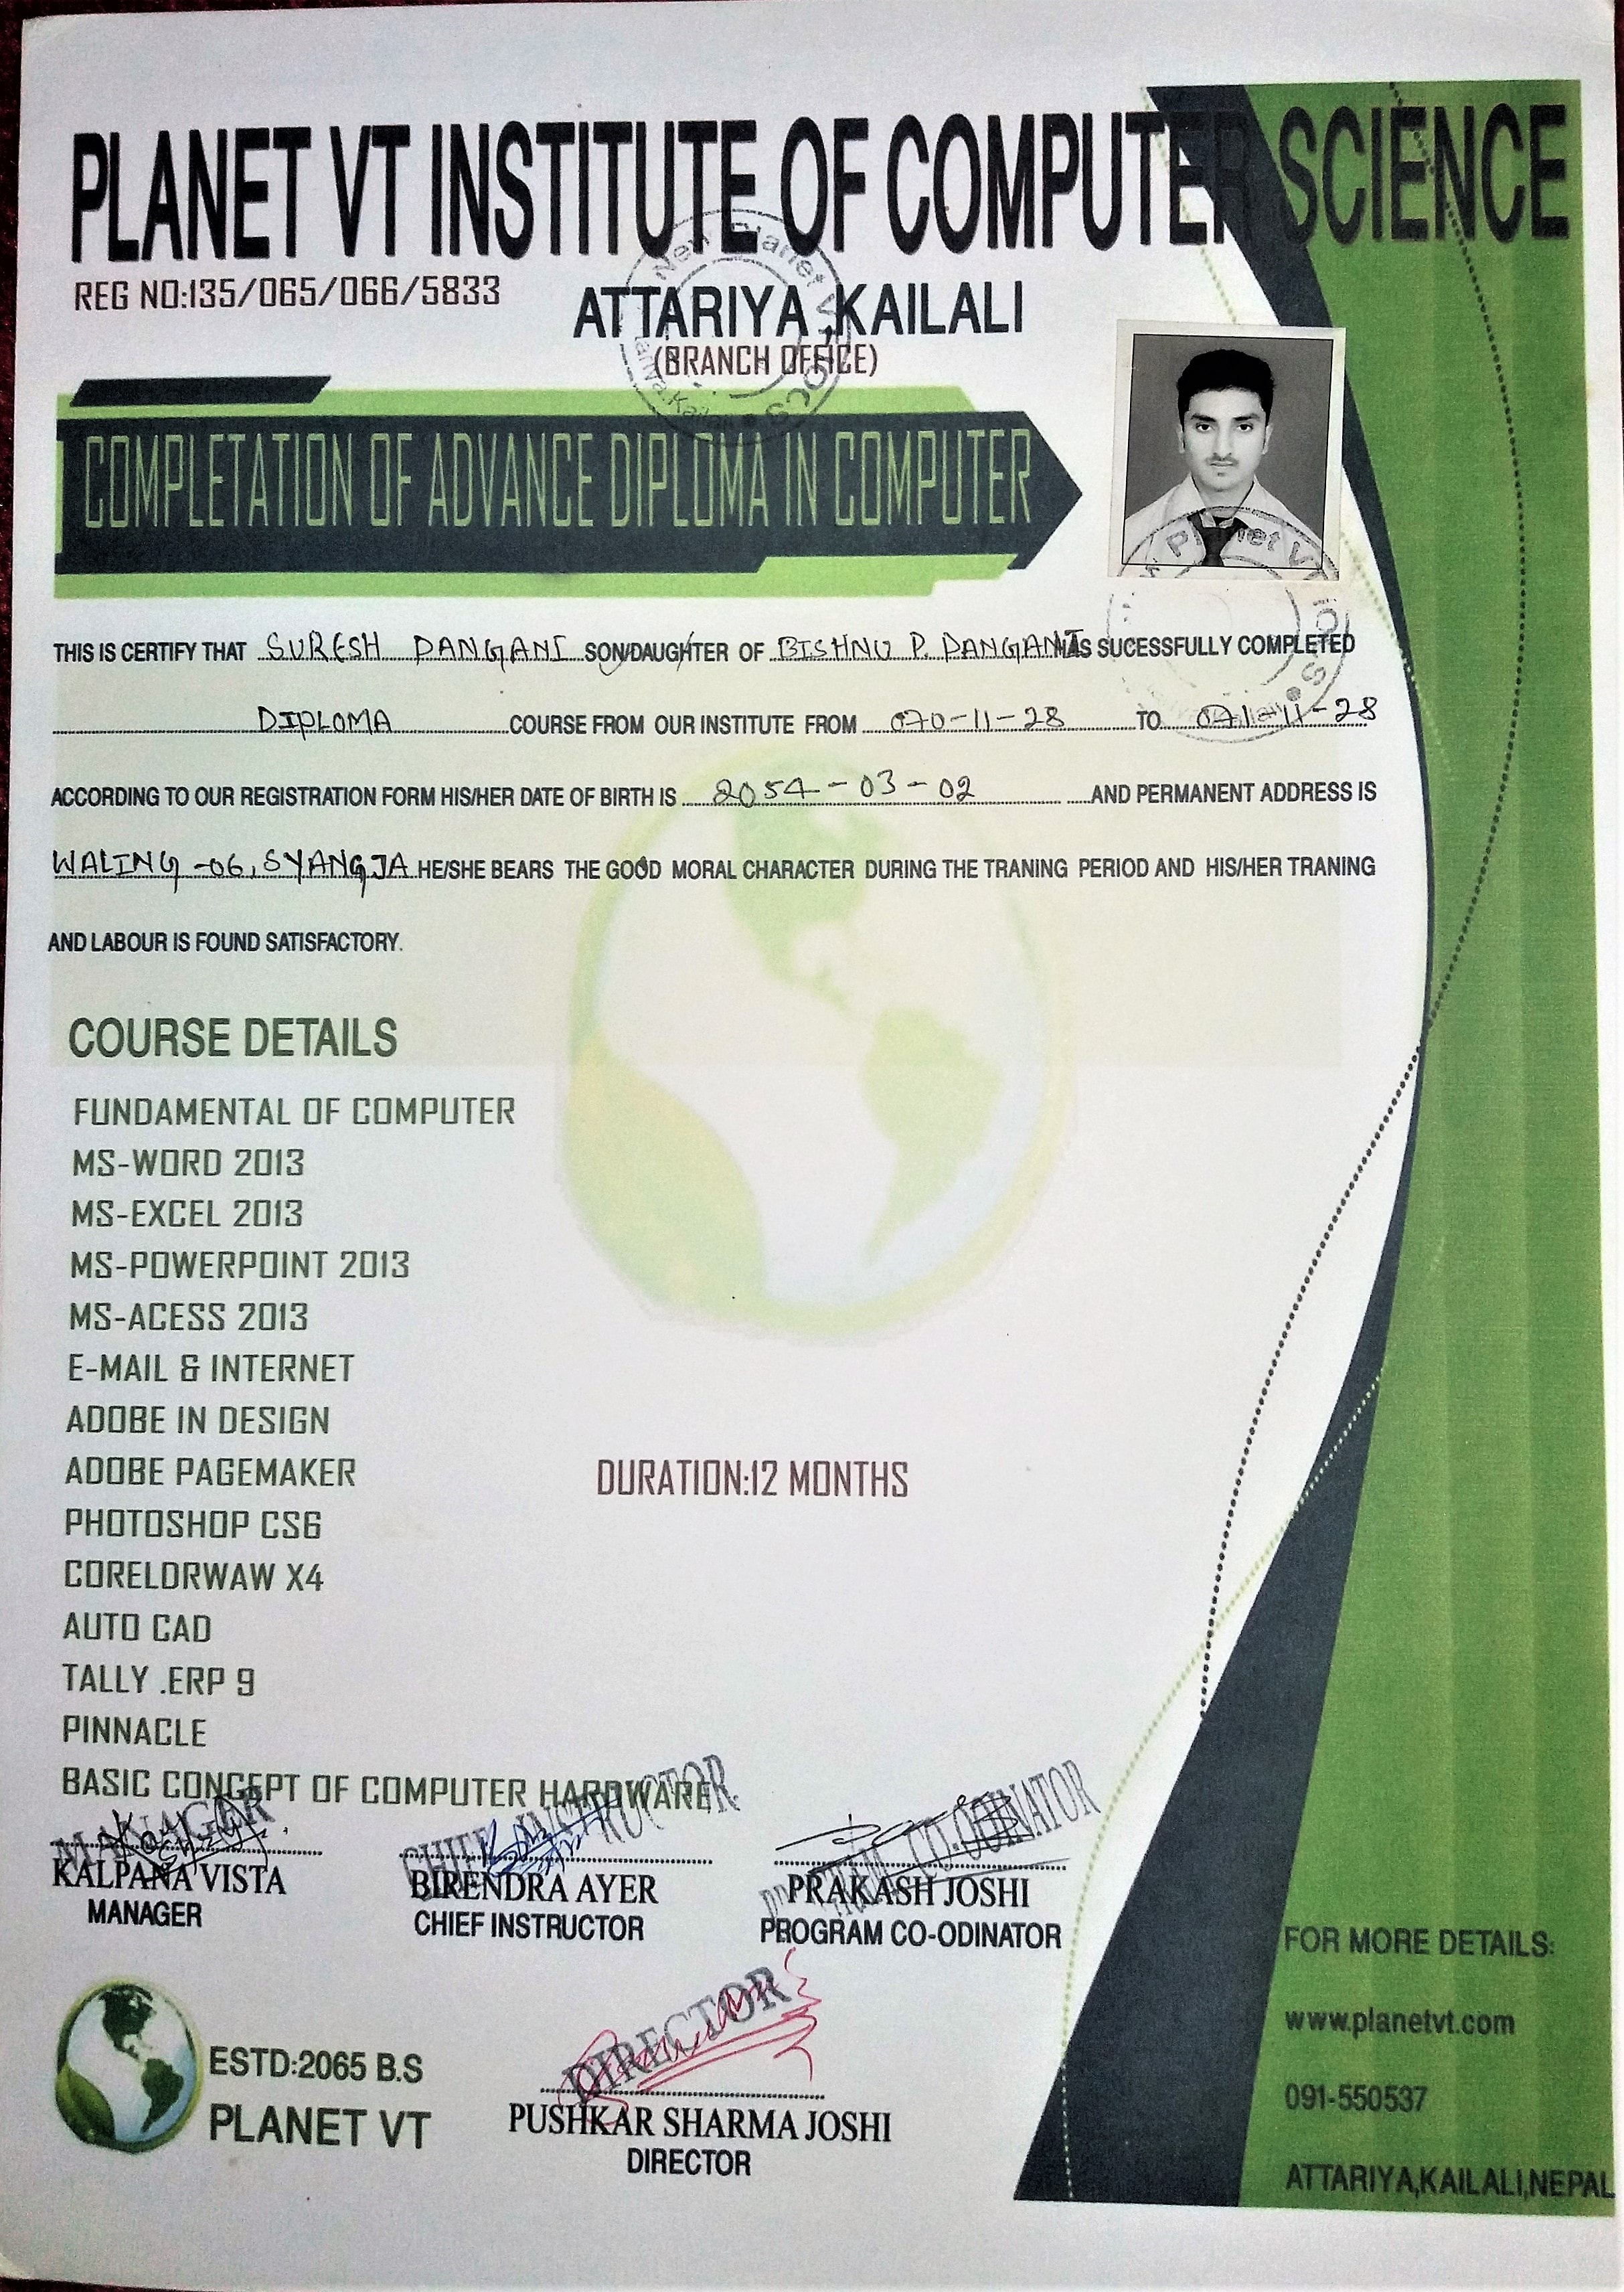 PLANET VT INSTITUTE OF COMPUTER SCIENCE
REG NO:135/065/066/5833
ATTARIYA ,KAILALI
(BRANCH OFFICE)
COMPLETATION OF ADVANCE DIPLOMA IN COMPUTER
THIS IS CERTIFY THAT SURESH PANGANI SON/DAUGHTER OF BISHNU P. PANGANI HAS SUCESSFULLY COMPLETED
DIPLOMA COURSE FROM OUR INSTITUTE FROM 070-11-28 TO 071-11-28
ACCORDING TO OUR REGISTRATION FORM HIS/HER DATE OF BIRTH IS 2054-03-02 AND PERMANENT ADDRESS IS
WALING -06, SYANGJA HE/SHE BEARS THE GOOD MORAL CHARACTER DURING THE TRANING PERIOD AND HIS/HER TRANING
AND LABOUR IS FOUND SATISFACTORY.
COURSE DETAILS
FUNDAMENTAL OF COMPUTER
MS-WORD 2013
MS-EXCEL 2013
MS-POWERPOINT 2013
MS-ACESS 2013
E-MAIL & INTERNET
ADOBE IN DESIGN
ADOBE PAGEMAKER
DURATION:12 MONTHS
PHOTOSHOP CS6
CORELDRWAW X4
AUTO CAD
TALLY .ERP 9
PINNACLE
BASIC CONCEPT OF COMPUTER HARDWARE
MANAGAR
CHIEF INSTRUCTOR
CO.ODINATOR
KALPANA VISTA
MANAGER
BIRENDRA AYER
CHIEF INSTRUCTOR
PRAKASH JOSHI
PROGRAM CO-ODINATOR
DIRECTOR
PUSHKAR SHARMA JOSHI
DIRECTOR
ESTD:2065 B.S
PLANET VT
FOR MORE DETAILS:
www.planetvt.com
091-550537
ATTARIYA,KAILALI,NEPAL